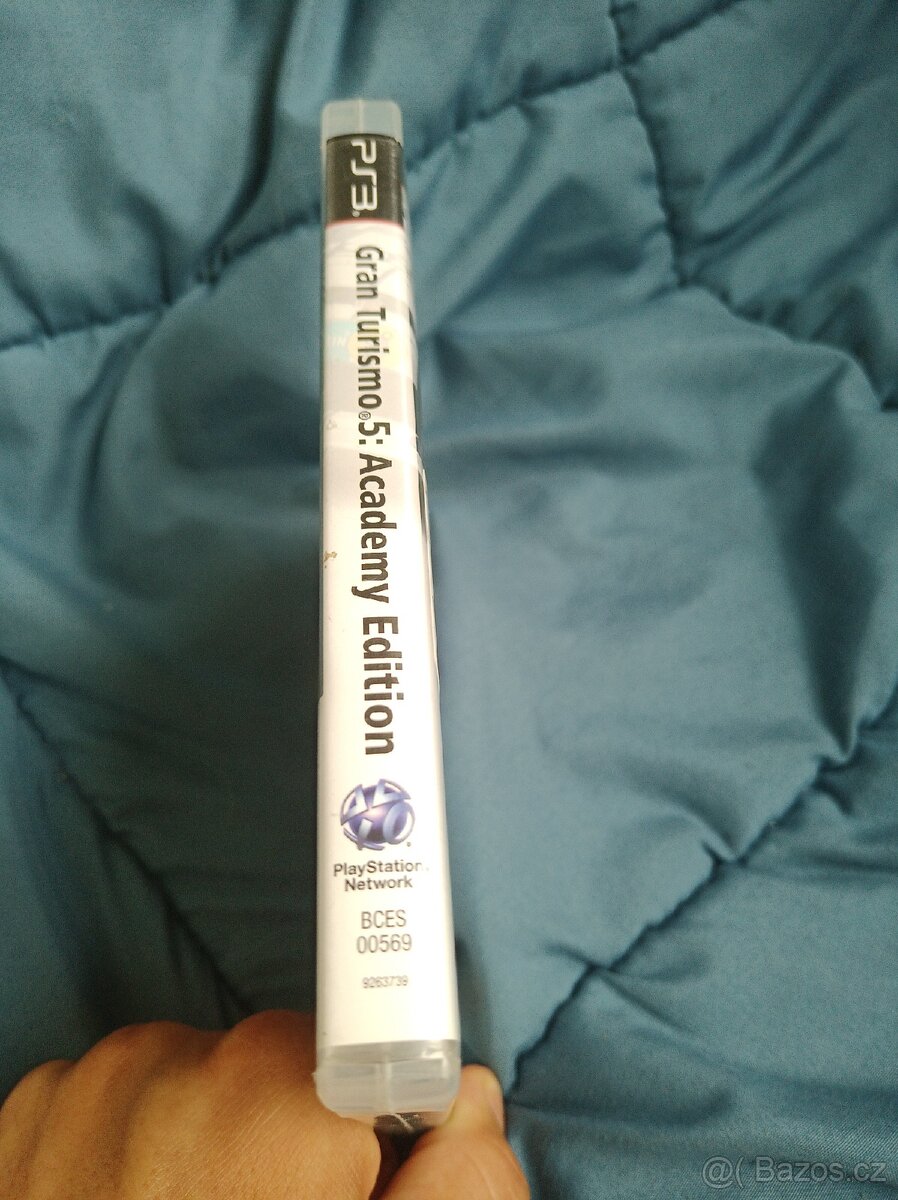 PS3
Gran Turismo®5: Academy Edition
PlayStation
Network
BCES
00569
9263739
@( Bazos.cz